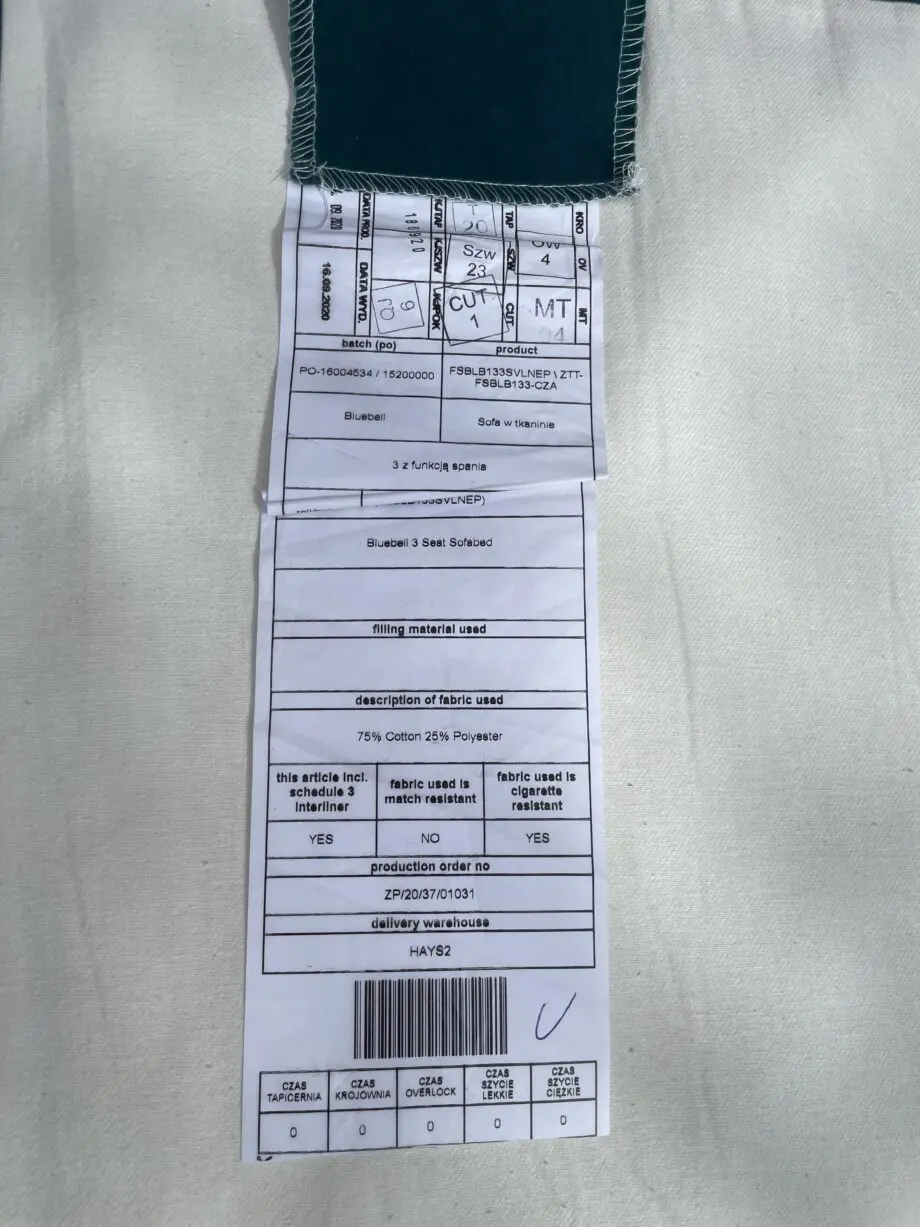 KRO
TAP
KJ/TAP
DATA PROD.
09.2020
20
180920
OV
SZW
KJSZW
OW
4
Szw
23
MT
CUT
DATA WYD.
16.09.2020
MT
04
CUT
1
batch (po)
product
PO-16004534 / 15200000
FSBLB133SVLNEP \ ZTT-
FSBLB133-CZA
Bluebell
Sofa w tkaninie
3 z funkcją spania
Bluebell 3 Seat Sofabed
filling material used
description of fabric used
75% Cotton 25% Polyester
this article incl.
schedule 3
interliner
fabric used is
match resistant
fabric used is
cigarette
resistant
YES
NO
YES
production order no
ZP/20/37/01031
delivery warehouse
HAYS2
CZAS
TAPICERNIA
CZAS
KROJOWNIA
CZAS
OVERLOCK
CZAS
SZYCIE
LEKKIE
CZAS
SZYCIE
CIĘŻKIE
0
0
0
0
0